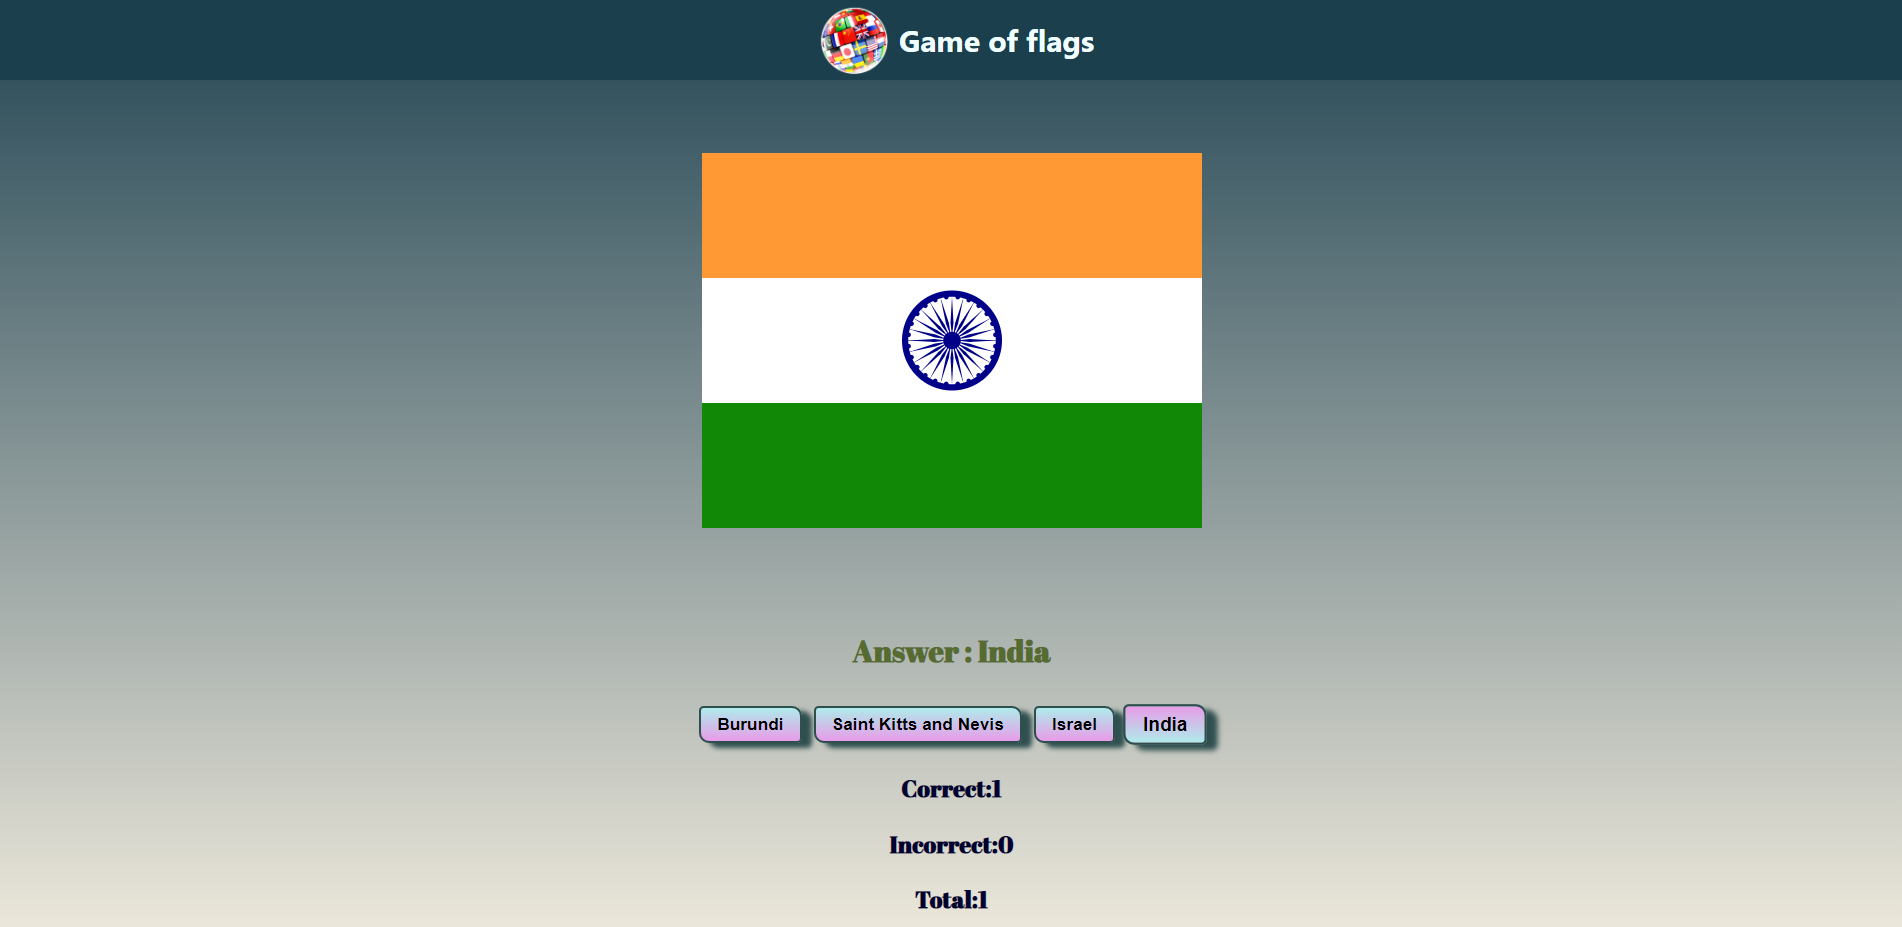 Game of flags
Answer : India
Burundi Saint Kitts and Nevis Israel India
Correct:1
Incorrect:0
Total:1